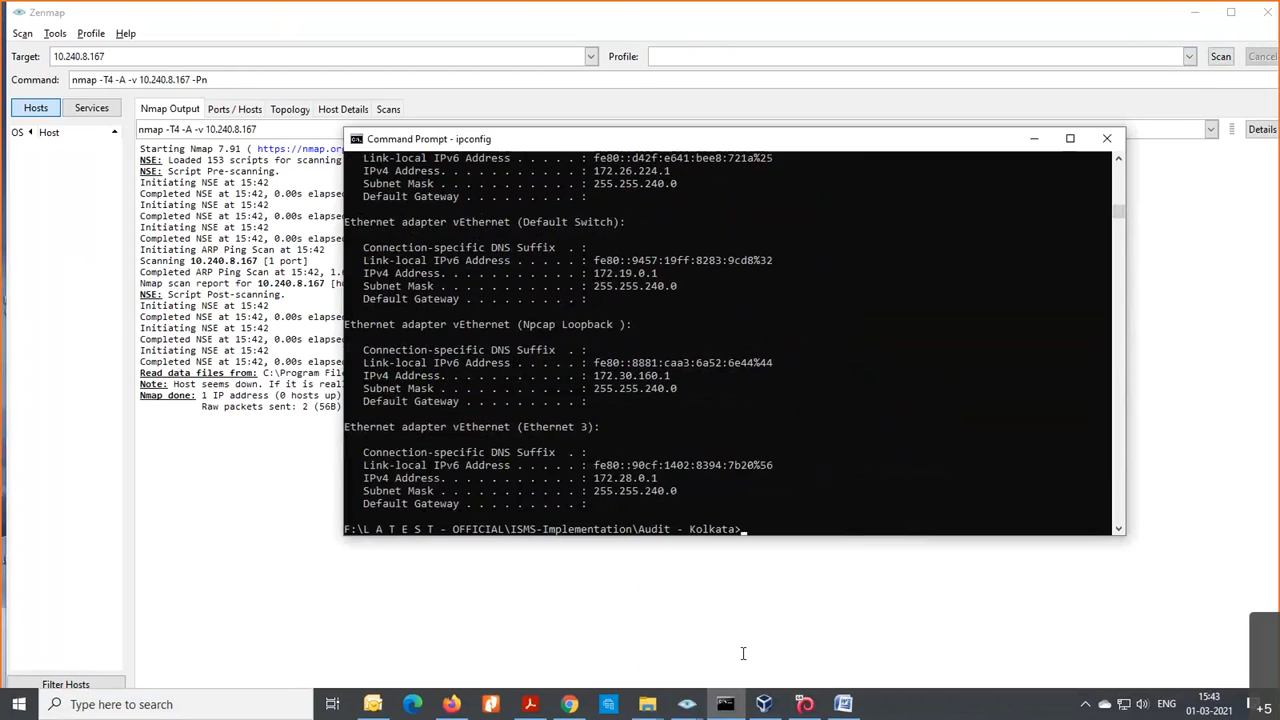 Zenmap
Scan Tools Profile Help
Target: 10.240.8.167 Profile: Scan Cancel
Command: nmap -T4 -A -v 10.240.8.167 -Pn
Hosts Services Nmap Output Ports / Hosts Topology Host Details Scans
OS Host nmap -T4 -A -v 10.240.8.167 Details
Starting Nmap 7.91 ( https://nmap.or
NSE: Loaded 153 scripts for scanning
NSE: Script Pre-scanning.
Initiating NSE at 15:42
Completed NSE at 15:42, 0.00s elapsed
Initiating NSE at 15:42
Completed NSE at 15:42, 0.00s elapsed
Initiating NSE at 15:42
Completed NSE at 15:42, 0.00s elapsed
Initiating ARP Ping Scan at 15:42
Scanning 10.240.8.167 [1 port]
Completed ARP Ping Scan at 15:42, 1.
Nmap scan report for 10.240.8.167 [h
NSE: Script Post-scanning.
Initiating NSE at 15:42
Completed NSE at 15:42, 0.00s elapsed
Initiating NSE at 15:42
Completed NSE at 15:42, 0.00s elapsed
Initiating NSE at 15:42
Completed NSE at 15:42, 0.00s elapsed
Read data files from: C:\Program File
Note: Host seems down. If it is real
Nmap done: 1 IP address (0 hosts up)
Raw packets sent: 2 (56B)
Command Prompt - ipconfig
Link-local IPv6 Address . . . . . : fe80::d42f:e641:bee8:721a%25
IPv4 Address. . . . . . . . . . . : 172.26.224.1
Subnet Mask . . . . . . . . . . . : 255.255.240.0
Default Gateway . . . . . . . . . :
Ethernet adapter vEthernet (Default Switch):
Connection-specific DNS Suffix  . :
Link-local IPv6 Address . . . . . : fe80::9457:19ff:8283:9cd8%32
IPv4 Address. . . . . . . . . . . : 172.19.0.1
Subnet Mask . . . . . . . . . . . : 255.255.240.0
Default Gateway . . . . . . . . . :
Ethernet adapter vEthernet (Npcap Loopback ):
Connection-specific DNS Suffix  . :
Link-local IPv6 Address . . . . . : fe80::8881:caa3:6a52:6e44%44
IPv4 Address. . . . . . . . . . . : 172.30.160.1
Subnet Mask . . . . . . . . . . . : 255.255.240.0
Default Gateway . . . . . . . . . :
Ethernet adapter vEthernet (Ethernet 3):
Connection-specific DNS Suffix  . :
Link-local IPv6 Address . . . . . : fe80::90cf:1402:8394:7b20%56
IPv4 Address. . . . . . . . . . . : 172.28.0.1
Subnet Mask . . . . . . . . . . . : 255.255.240.0
Default Gateway . . . . . . . . . :
F:\L A T E S T - OFFICIAL\ISMS-Implementation\Audit - Kolkata>
Filter Hosts
Type here to search ENG 15:43
01-03-2021 +5